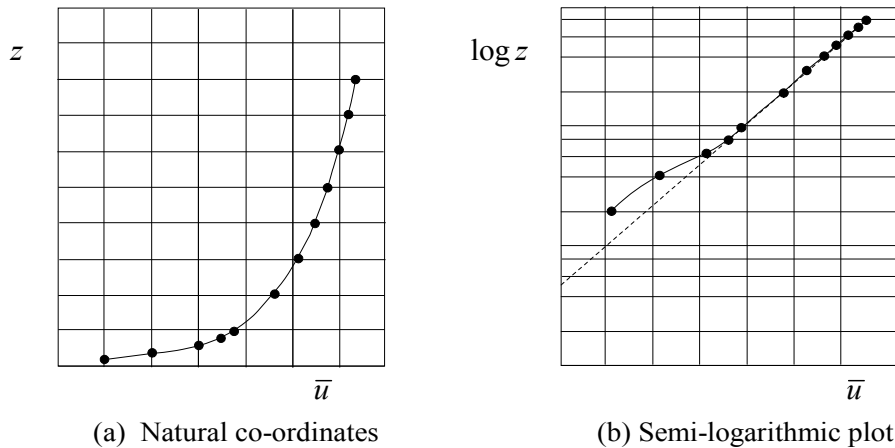 z
log z
u̅
u̅
(a) Natural co-ordinates
(b) Semi-logarithmic plot